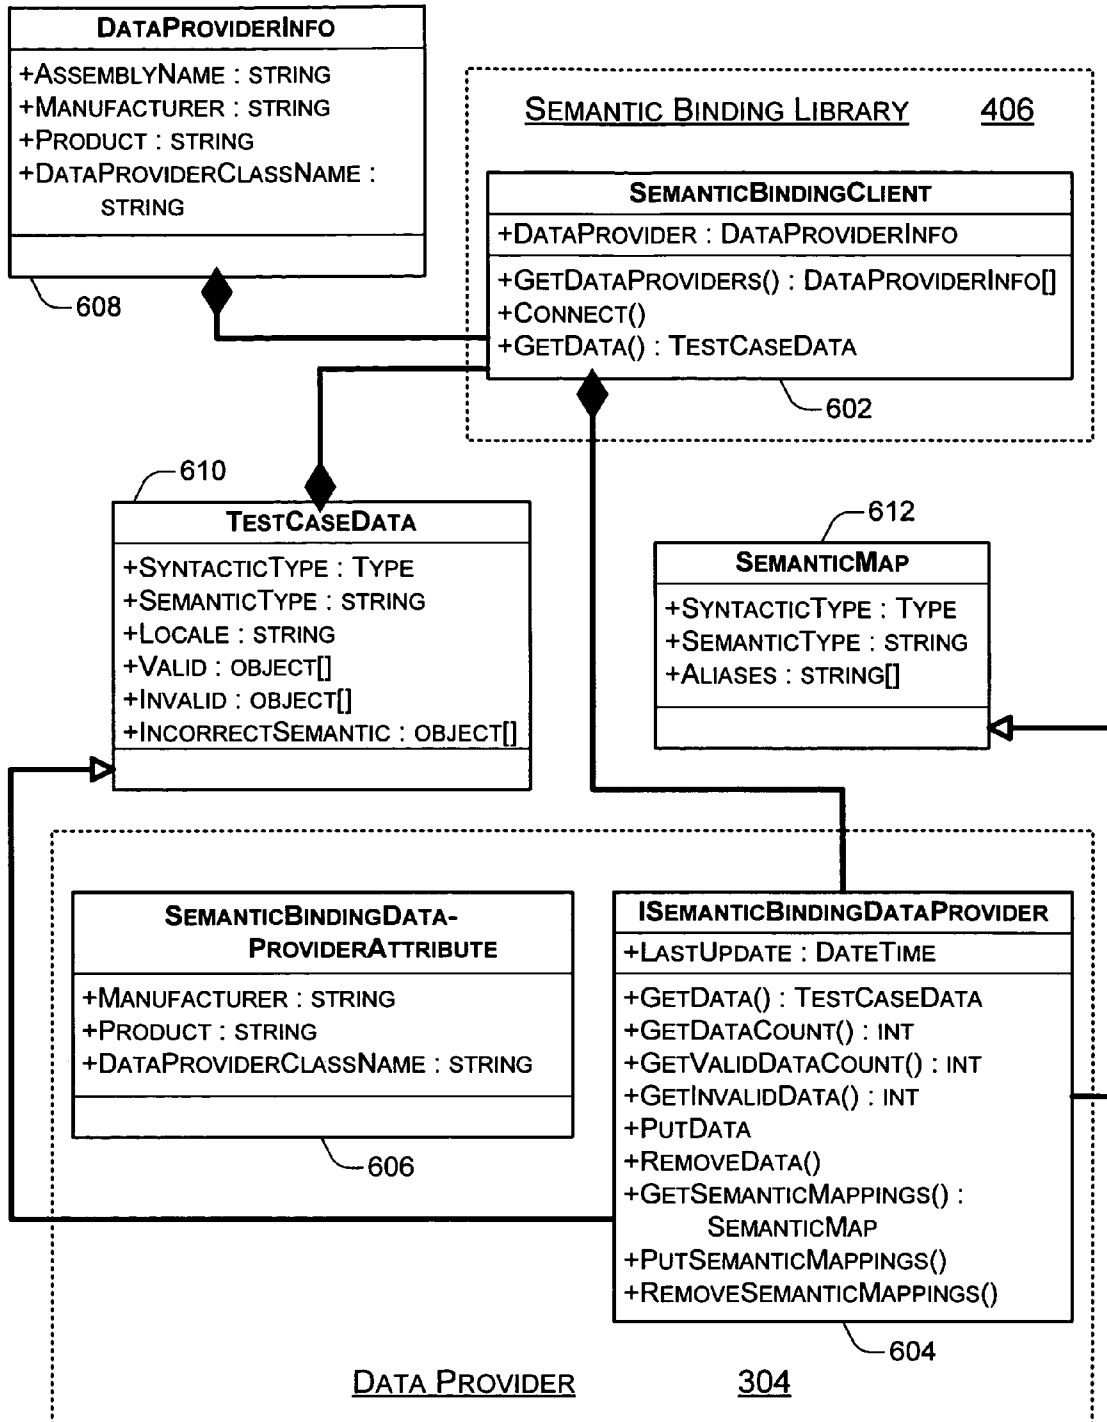 DATAPROVIDERINFO
+ASSEMBLYNAME : STRING
+MANUFACTURER : STRING
+PRODUCT : STRING
+DATAPROVIDERCLASSNAME :
STRING
608
SEMANTIC BINDING LIBRARY 406
SEMANTICBINDINGCLIENT
+DATAPROVIDER : DATAPROVIDERINFO
+GETDATAPROVIDERS() : DATAPROVIDERINFO[]
+CONNECT()
+GETDATA() : TESTCASEDATA
602
610
TESTCASEDATA
+SYNTACTICTYPE : TYPE
+SEMANTICTYPE : STRING
+LOCALE : STRING
+VALID : OBJECT[]
+INVALID : OBJECT[]
+INCORRECTSEMANTIC : OBJECT[]
612
SEMANTICMAP
+SYNTACTICTYPE : TYPE
+SEMANTICTYPE : STRING
+ALIASES : STRING[]
SEMANTICBINDINGDATA-
PROVIDERATTRIBUTE
+MANUFACTURER : STRING
+PRODUCT : STRING
+DATAPROVIDERCLASSNAME : STRING
606
ISEMANTICBINDINGDATAPROVIDER
+LASTUPDATE : DATETIME
+GETDATA() : TESTCASEDATA
+GETDATACOUNT() : INT
+GETVALIDDATACOUNT() : INT
+GETINVALIDDATA() : INT
+PUTDATA
+REMOVEDATA()
+GETSEMANTICMAPPINGS() :
SEMANTICMAP
+PUTSEMANTICMAPPINGS()
+REMOVESEMANTICMAPPINGS()
604
DATA PROVIDER 304